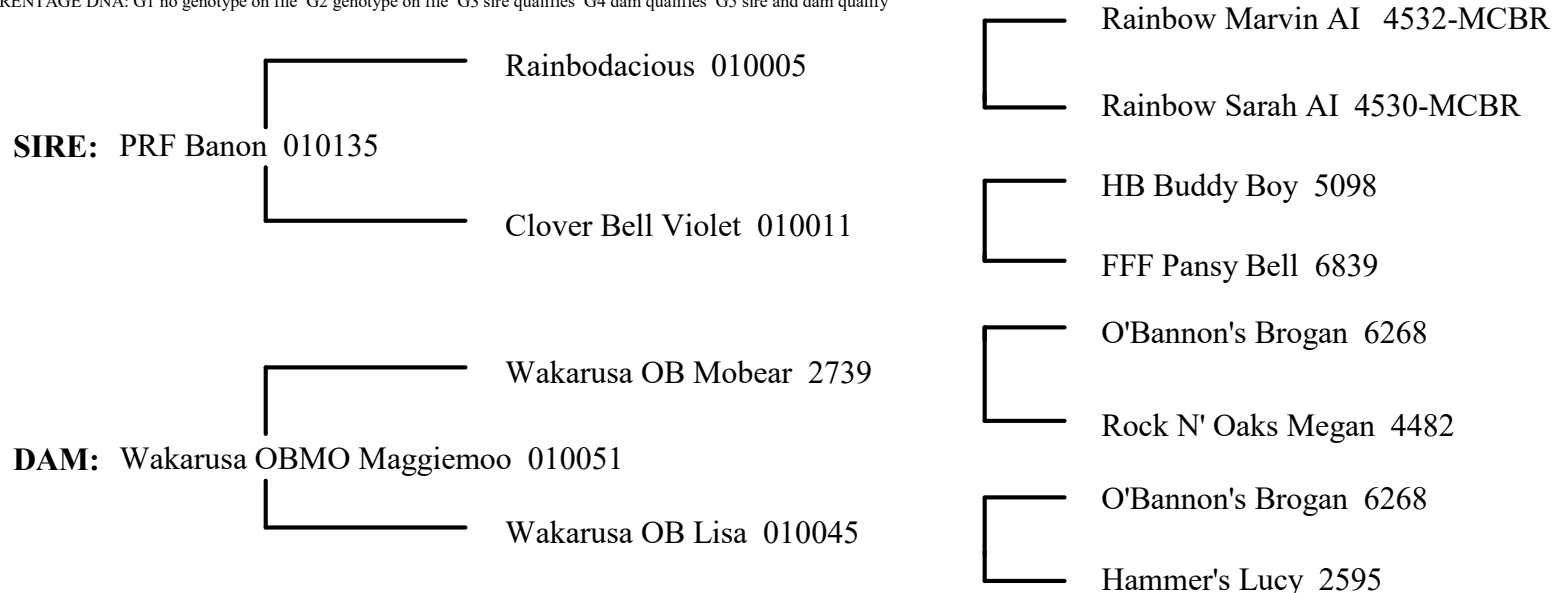 RENTAGE DNA: G1 no genotype on file G2 genotype on file G3 sire qualifies G4 dam qualifies G5 sire and dam qualify
Rainbow Marvin AI 4532-MCBR
Rainbodacious 010005
Rainbow Sarah AI 4530-MCBR
SIRE: PRF Banon 010135
HB Buddy Boy 5098
Clover Bell Violet 010011
FFF Pansy Bell 6839
O'Bannon's Brogan 6268
Wakarusa OB Mobear 2739
Rock N' Oaks Megan 4482
DAM: Wakarusa OBMO Maggiemoo 010051
O'Bannon's Brogan 6268
Wakarusa OB Lisa 010045
Hammer's Lucy 2595